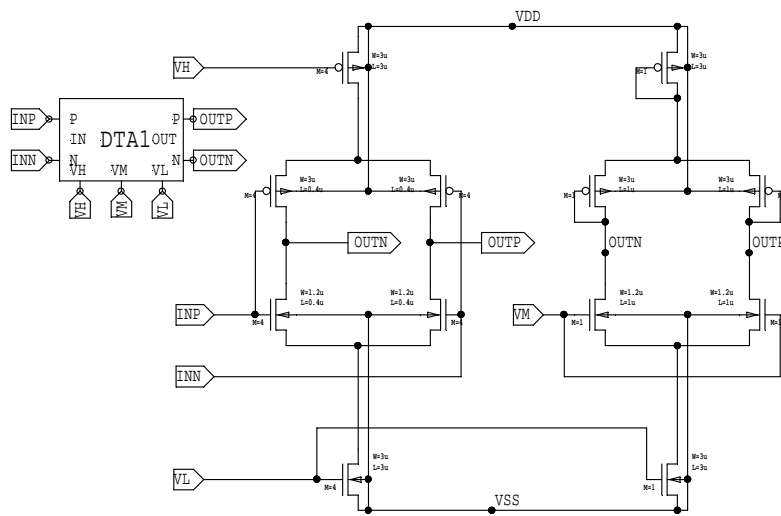 VDD
VH
M=4
W=3u
L=3u
M=1
W=3u
L=3u
INP
P
P
OUTP
IN
DTA1
OUT
INN
N
N
OUTN
VH
VM
VL
VH
VM
VL
M=4
W=3u
L=0.4u
W=3u
L=0.4u
M=4
W=3u
L=1u
W=3u
L=1u
OUTN
OUTP
OUTN
OUTP
INP
M=4
W=1.2u
L=0.4u
W=1.2u
L=0.4u
M=4
VM
M=1
W=1.2u
L=1u
W=1.2u
L=1u
INN
VL
M=4
W=3u
L=3u
M=1
W=3u
L=3u
VSS